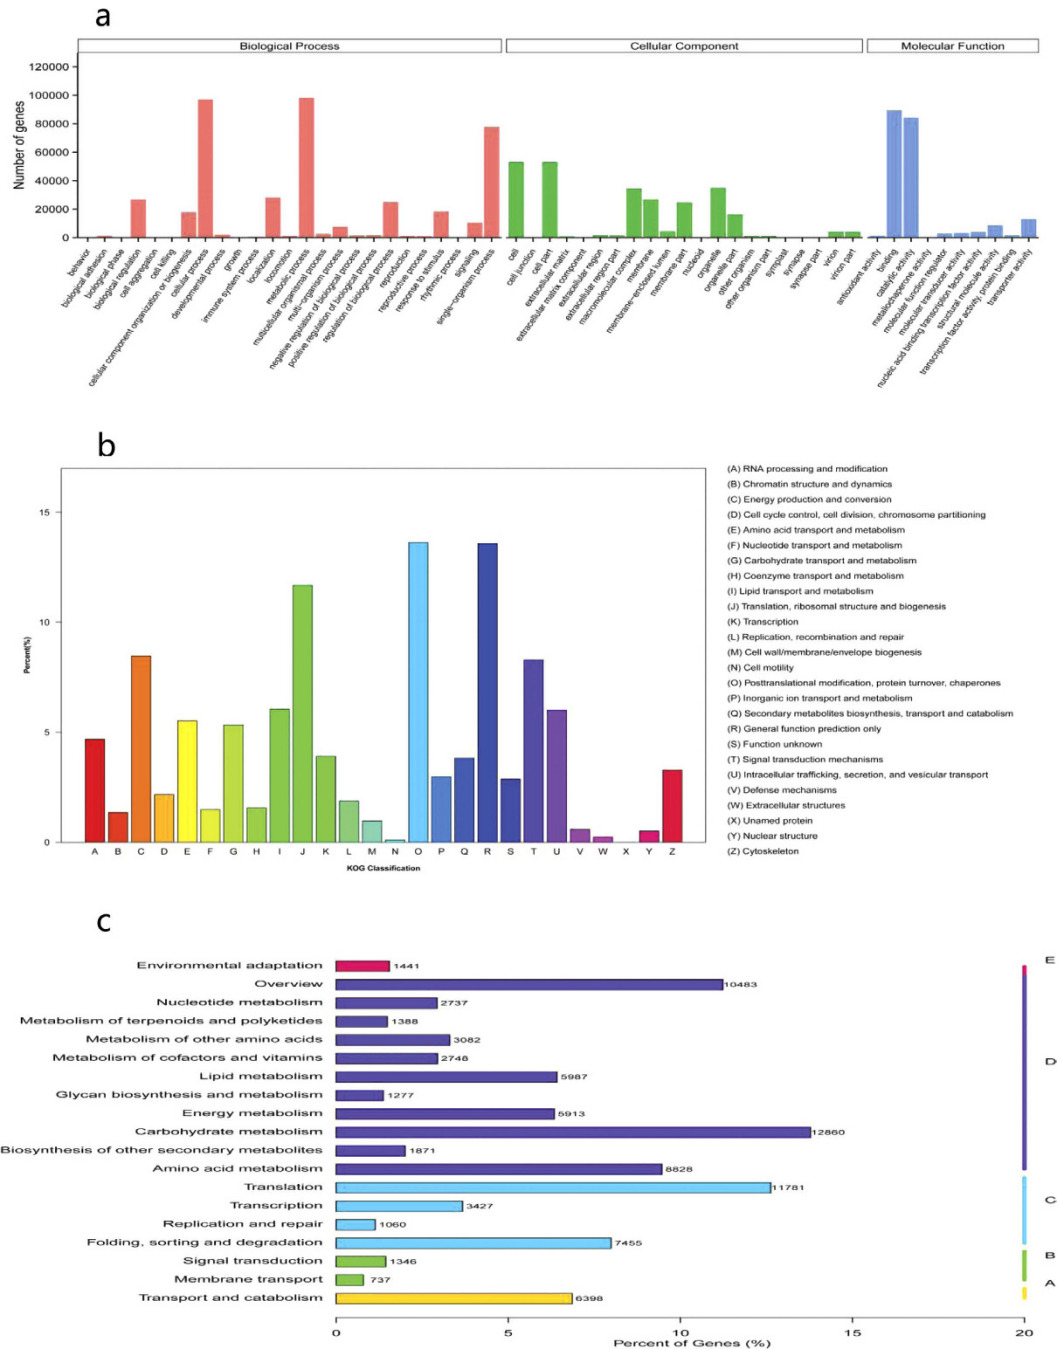 a
Biological Process
Cellular Component
Molecular Function
Number of genes
120000
100000
80000
60000
40000
20000
0
behavior
biological adhesion
biological phase
biological regulation
cell aggregation
cell killing
cellular component organization or biogenesis
cellular process
developmental process
growth
immune system process
localization
locomotion
metabolic process
multicellular organismal process
multi-organism process
negative regulation of biological process
positive regulation of biological process
regulation of biological process
reproduction
reproductive process
response to stimulus
rhythmic process
signaling
single-organism process
cell
cell junction
cell part
extracellular matrix
extracellular matrix component
extracellular region
extracellular region part
macromolecular complex
membrane
membrane-enclosed lumen
membrane part
nucleoid
organelle
organelle part
other organism
other organism part
symplast
synapse
synapse part
virion
virion part
antioxidant activity
binding
catalytic activity
metallochaperone activity
molecular function regulator
molecular transducer activity
nucleic acid binding transcription factor activity
structural molecule activity
transcription factor activity, protein binding
transporter activity
b
Percent(%)
15
10
5
0
A B C D E F G H I J K L M N O P Q R S T U V W X Y Z
KOG Classification
(A) RNA processing and modification
(B) Chromatin structure and dynamics
(C) Energy production and conversion
(D) Cell cycle control, cell division, chromosome partitioning
(E) Amino acid transport and metabolism
(F) Nucleotide transport and metabolism
(G) Carbohydrate transport and metabolism
(H) Coenzyme transport and metabolism
(I) Lipid transport and metabolism
(J) Translation, ribosomal structure and biogenesis
(K) Transcription
(L) Replication, recombination and repair
(M) Cell wall/membrane/envelope biogenesis
(N) Cell motility
(O) Posttranslational modification, protein turnover, chaperones
(P) Inorganic ion transport and metabolism
(Q) Secondary metabolites biosynthesis, transport and catabolism
(R) General function prediction only
(S) Function unknown
(T) Signal transduction mechanisms
(U) Intracellular trafficking, secretion, and vesicular transport
(V) Defense mechanisms
(W) Extracellular structures
(X) Unamed protein
(Y) Nuclear structure
(Z) Cytoskeleton
c
Environmental adaptation 1441 E
Overview 10483
Nucleotide metabolism 2737
Metabolism of terpenoids and polyketides 1388
Metabolism of other amino acids 3082
Metabolism of cofactors and vitamins 2748 D
Lipid metabolism 5987
Glycan biosynthesis and metabolism 1277
Energy metabolism 5913
Carbohydrate metabolism 12860
Biosynthesis of other secondary metabolites 1871
Amino acid metabolism 8828
Translation 11781 C
Transcription 3427
Replication and repair 1060
Folding, sorting and degradation 7455
Signal transduction 1346 B
Membrane transport 737 A
Transport and catabolism 6398
0 5 10 15 20
Percent of Genes (%)